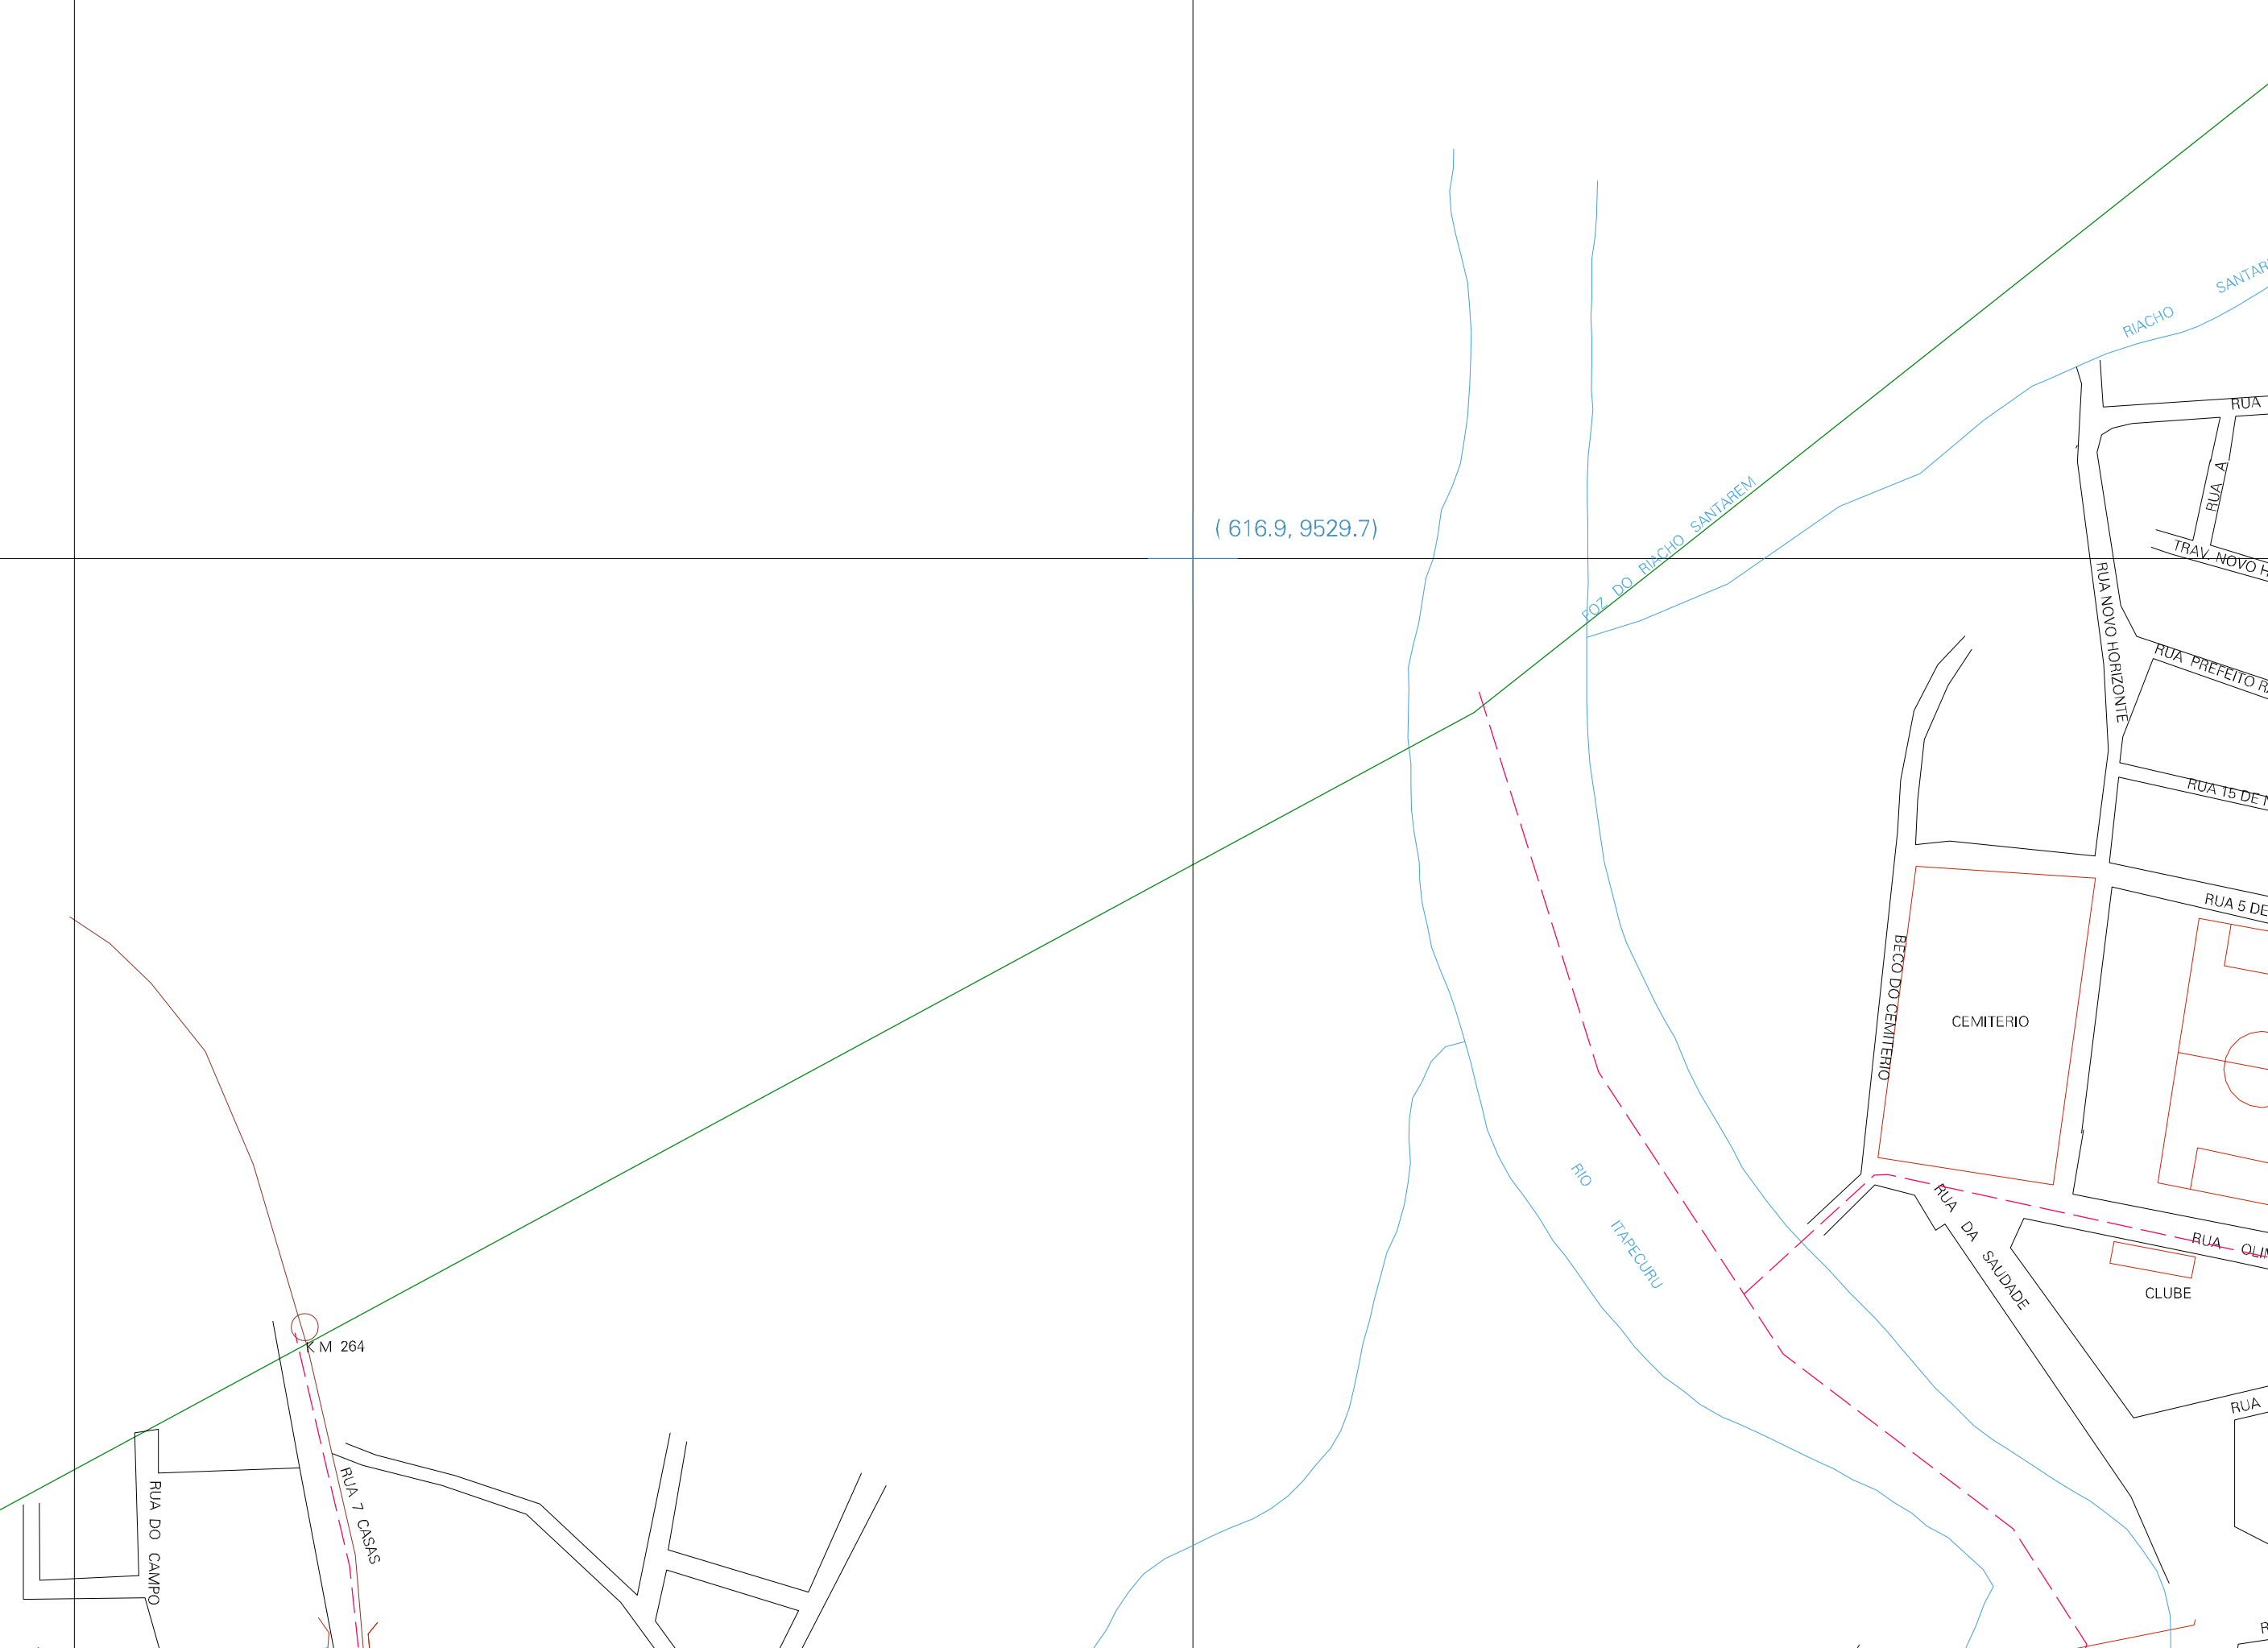 SANTAR
RIACHO
RUA
RUA A
FOZ DO RIACHO SANTAREM
( 616.9, 9529.7)
TRAV. NOVO H
RUA NOVO HORIZONTE
RUA PREFEITO RA
RUA 15 DE N
RUA 5 DE
BECO DO CEMITERIO
CEMITERIO
RIO ITAPECURU
RUA DA SAUDADE
RUA OLIM
CLUBE
KM 264
RUA
RUA 7 CASAS
RUA DO CAMPO